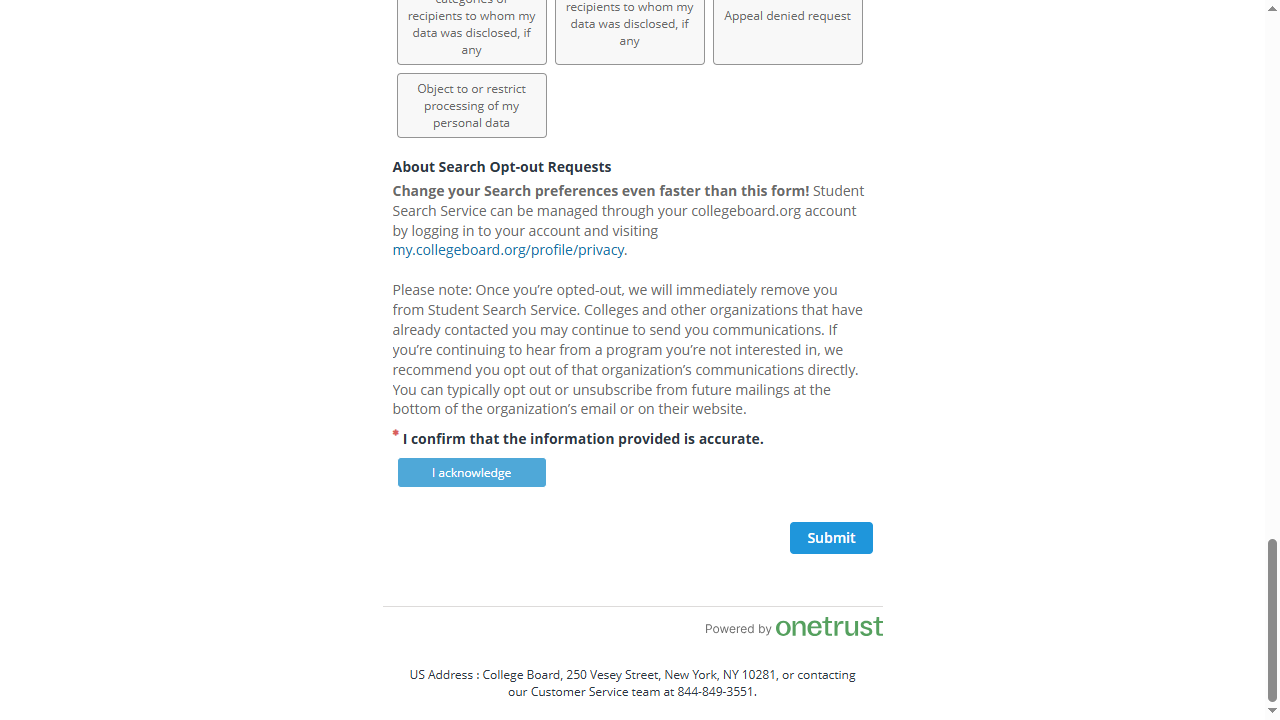 categories of
recipients to whom my
data was disclosed, if
any
recipients to whom my
data was disclosed, if
any
Appeal denied request
Object to or restrict
processing of my
personal data
About Search Opt-out Requests
Change your Search preferences even faster than this form! Student
Search Service can be managed through your collegeboard.org account
by logging in to your account and visiting
my.collegeboard.org/profile/privacy.
Please note: Once you’re opted-out, we will immediately remove you
from Student Search Service. Colleges and other organizations that have
already contacted you may continue to send you communications. If
you’re continuing to hear from a program you’re not interested in, we
recommend you opt out of that organization’s communications directly.
You can typically opt out or unsubscribe from future mailings at the
bottom of the organization’s email or on their website.
* I confirm that the information provided is accurate.
I acknowledge
Submit
Powered by onetrust
US Address : College Board, 250 Vesey Street, New York, NY 10281, or contacting
our Customer Service team at 844-849-3551.